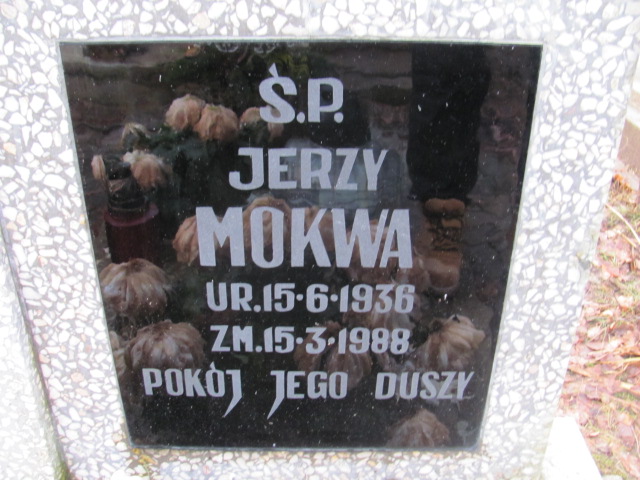 Ś.P.
JERZY
MOKWA
UR.15·6·1936
ZM.15·3·1988
POKÓJ JEGO DUSZY